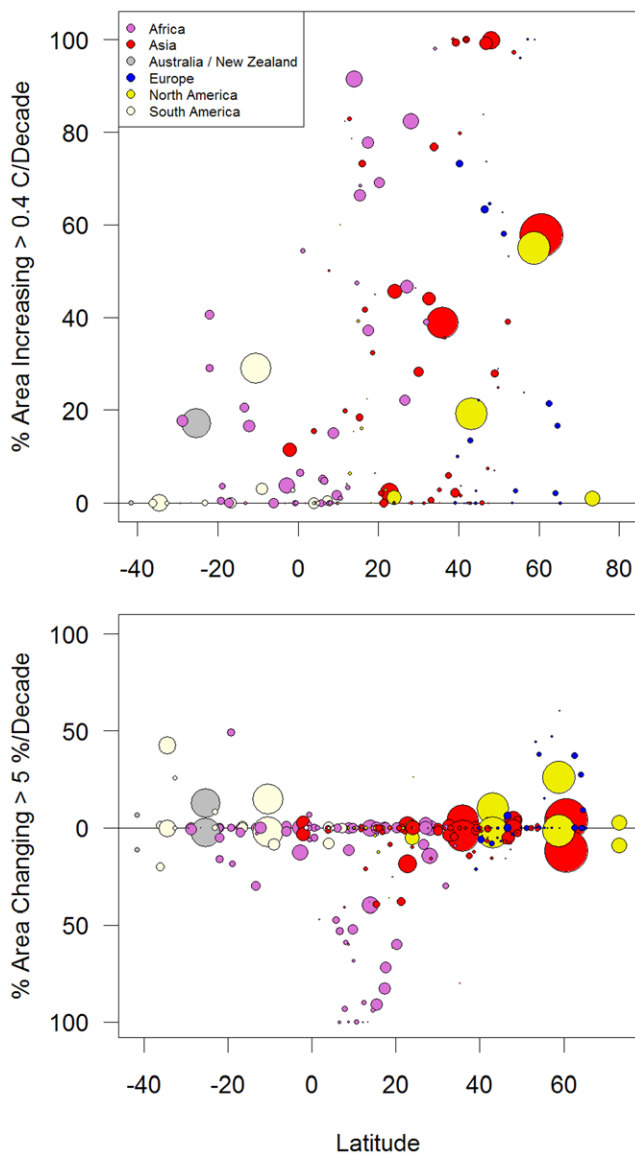 % Area Increasing > 0.4 C/Decade
100
80
60
40
20
0
Africa
Asia
Australia / New Zealand
Europe
North America
South America
-40 -20 0 20 40 60 80
% Area Changing > 5 %/Decade
100
50
0
50
100
-40 -20 0 20 40 60
Latitude